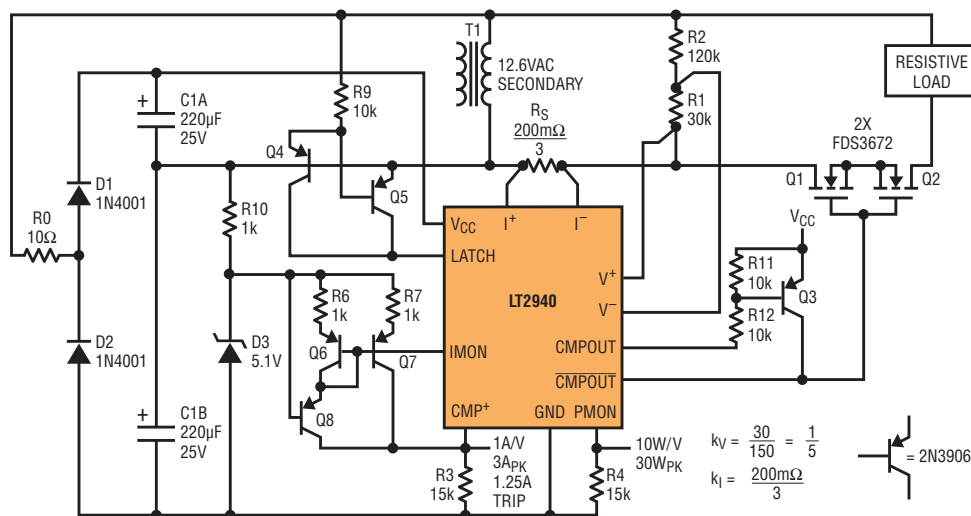 T1
12.6VAC
SECONDARY
R2
120k
R1
30k
RESISTIVE
LOAD
C1A
220µF
25V
R9
10k
RS
200mΩ
3
2X
FDS3672
Q4
Q5
Q1
Q2
D1
1N4001
R10
1k
R0
10Ω
VCC
I+
I−
LATCH
V+
V−
LT2940
VCC
R11
10k
Q3
R12
10k
R6
1k
R7
1k
D2
1N4001
D3
5.1V
Q6
Q7
IMON
CMPOUT
CMPOUT
Q8
CMP+
GND
PMON
C1B
220µF
25V
R3
15k
1A/V
3APK
1.25A
TRIP
R4
15k
10W/V
30WPK
kV = 30/150 = 1/5
kI = 200mΩ/3
= 2N3906